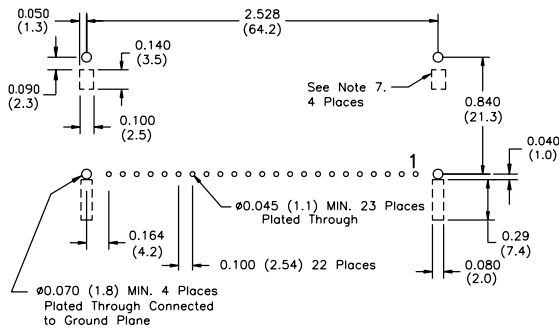 0.050
(1.3)
2.528
(64.2)
0.140
(3.5)
0.090
(2.3)
0.100
(2.5)
See Note 7.
4 Places
0.840
(21.3)
0.040
(1.0)
1
ø0.045 (1.1) MIN. 23 Places
Plated Through
0.164
(4.2)
0.100 (2.54) 22 Places
0.29
(7.4)
0.080
(2.0)
ø0.070 (1.8) MIN. 4 Places
Plated Through Connected
to Ground Plane